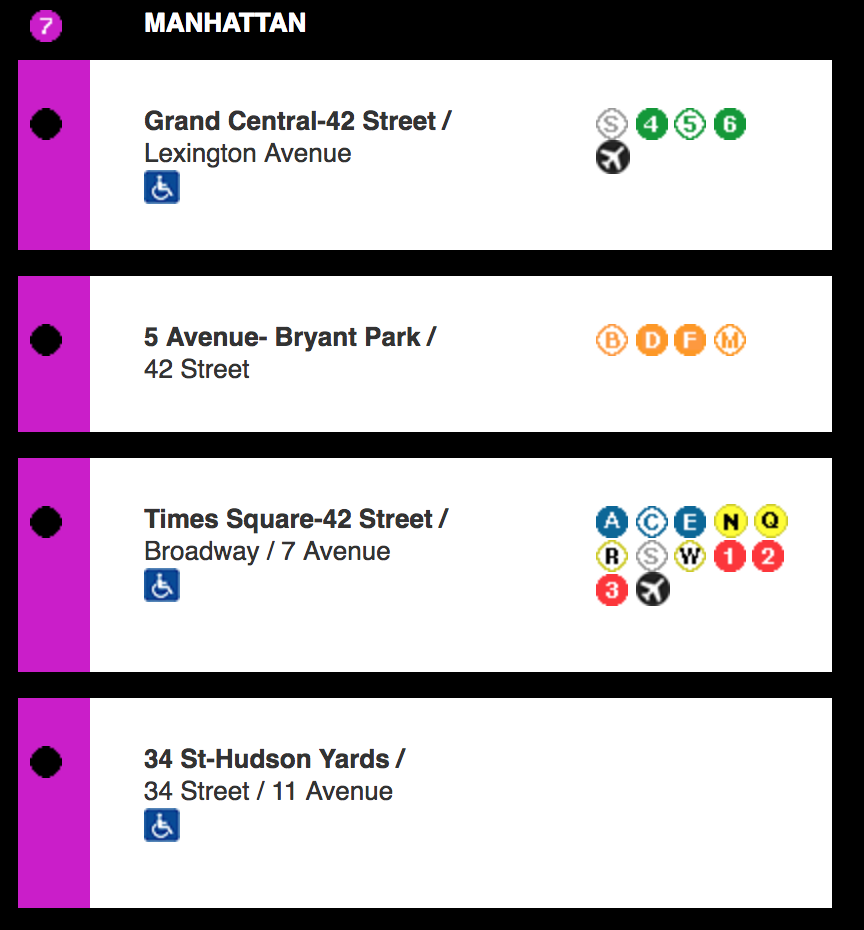 7 MANHATTAN
Grand Central-42 Street / S 4 5 6
Lexington Avenue
5 Avenue- Bryant Park / B D F M
42 Street
Times Square-42 Street / A C E N Q
Broadway / 7 Avenue R S W 1 2
3
34 St-Hudson Yards /
34 Street / 11 Avenue